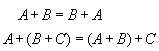 A + B = B + A
A + (B + C) = (A + B) + C